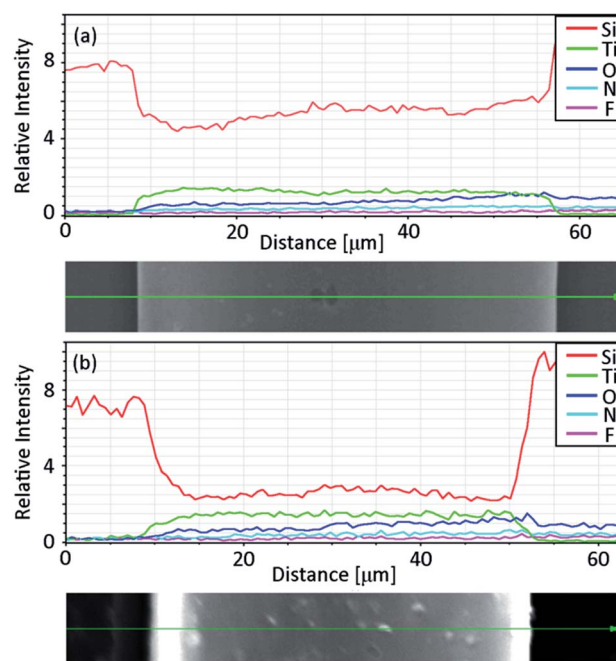 (a)
Relative Intensity
8
4
0
Si
Ti
O
N
F
0 20 40 60
Distance [μm]
(b)
Relative Intensity
8
4
0
Si
Ti
O
N
F
0 20 40 60
Distance [μm]